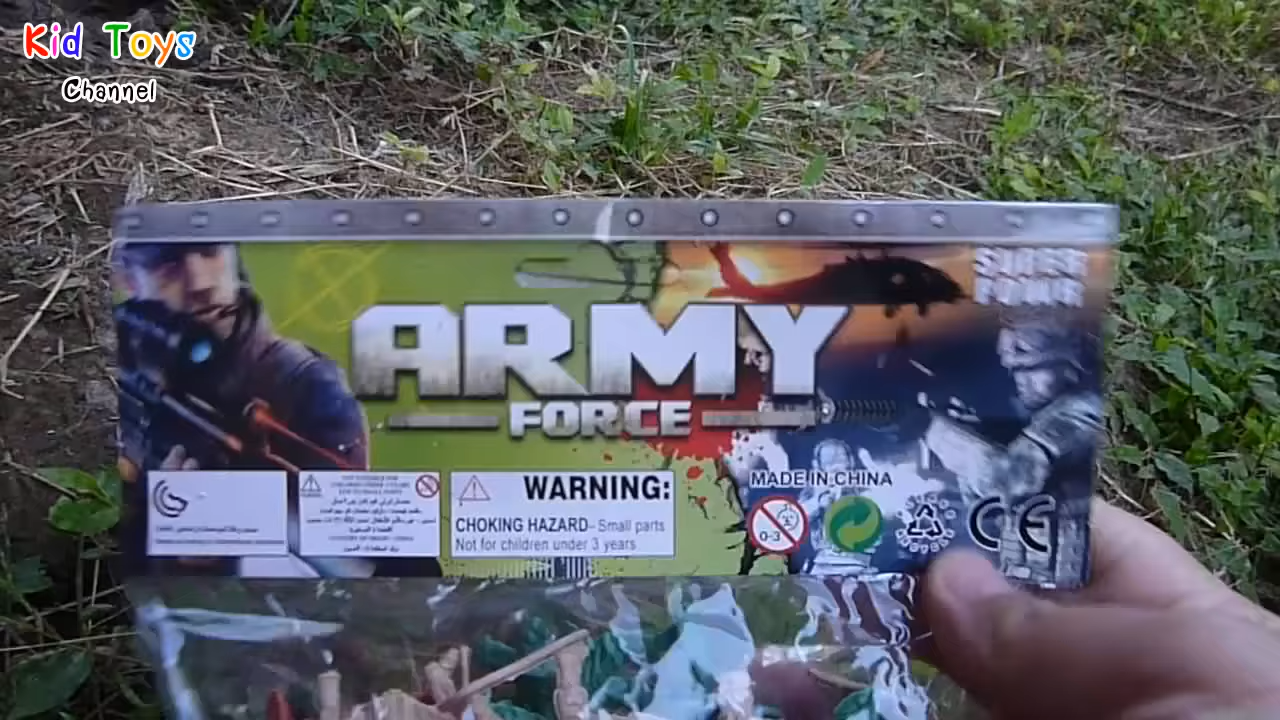 Kid Toys
Channel
SUPER
POWER
ARMY
FORCE
WARNING:
CHOKING HAZARD- Small parts
Not for children under 3 years
MADE IN CHINA
0-3
CE